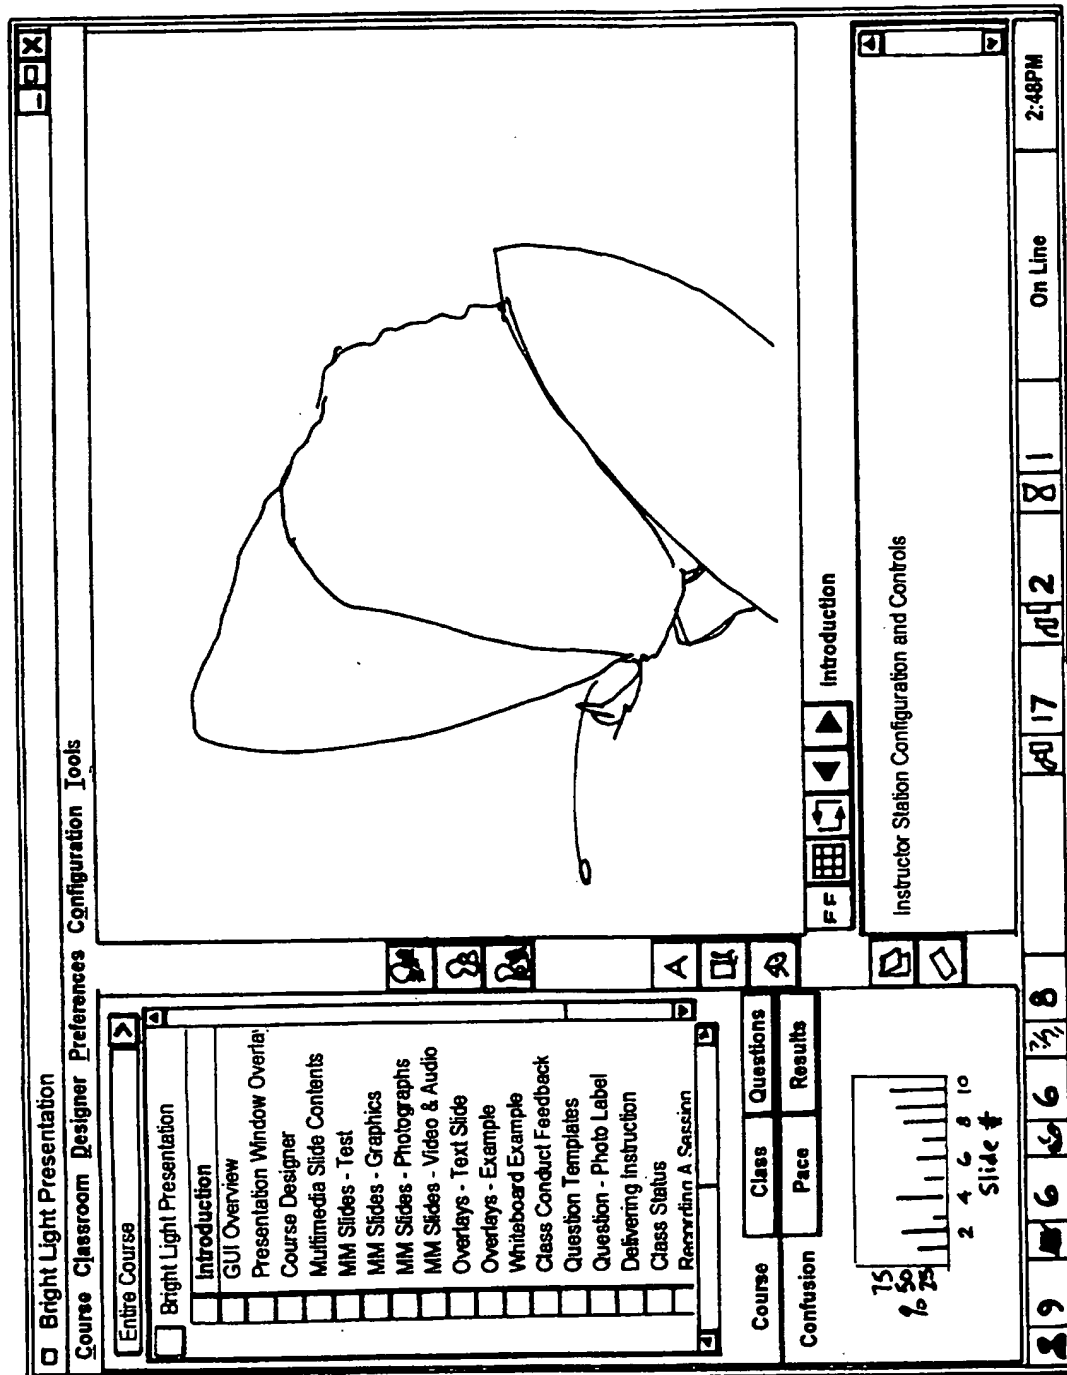 Bright Light Presentation
Course Classroom Designer Preferences Configuration Tools
Entire Course
Bright Light Presentation
Introduction
GUI Overview
Presentation Window Overlay
Course Designer
Multimedia Slide Contents
MM Slides - Test
MM Slides - Graphics
MM Slides - Photographs
MM Slides - Video & Audio
Overlays - Text Slide
Overlays - Example
Whiteboard Example
Class Conduct Feedback
Question Templates
Question - Photo Label
Delivering Instruction
Class Status
Recording A Session
A
FF
Introduction
Course Class Questions
Confusion Pace Results
75
% 50
25
2 4 6 8 10
Slide #
Instructor Station Configuration and Controls
9 6 6 8 17 2 1 On Line 2:48PM